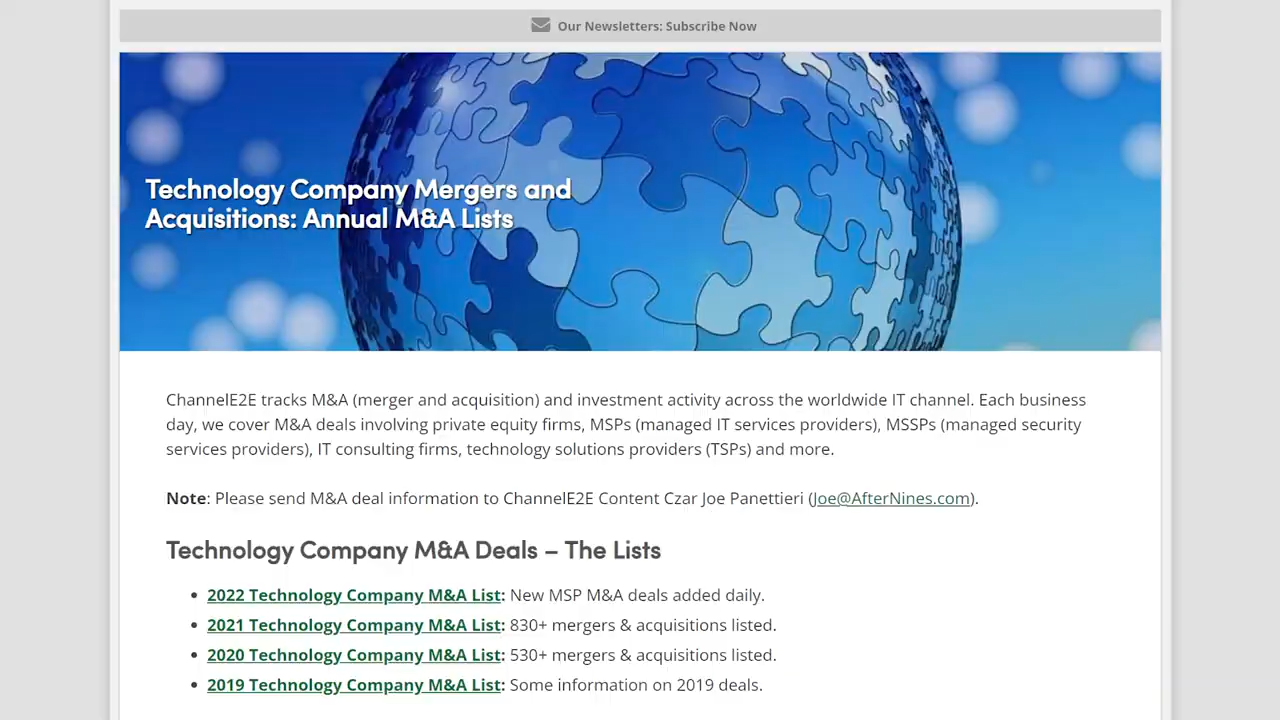 Our Newsletters: Subscribe Now
Technology Company Mergers and
Acquisitions: Annual M&A Lists
ChannelE2E tracks M&A (merger and acquisition) and investment activity across the worldwide IT channel. Each business
day, we cover M&A deals involving private equity firms, MSPs (managed IT services providers), MSSPs (managed security
services providers), IT consulting firms, technology solutions providers (TSPs) and more.
Note: Please send M&A deal information to ChannelE2E Content Czar Joe Panettieri (Joe@AfterNines.com).
Technology Company M&A Deals – The Lists
• 2022 Technology Company M&A List: New MSP M&A deals added daily.
• 2021 Technology Company M&A List: 830+ mergers & acquisitions listed.
• 2020 Technology Company M&A List: 530+ mergers & acquisitions listed.
• 2019 Technology Company M&A List: Some information on 2019 deals.